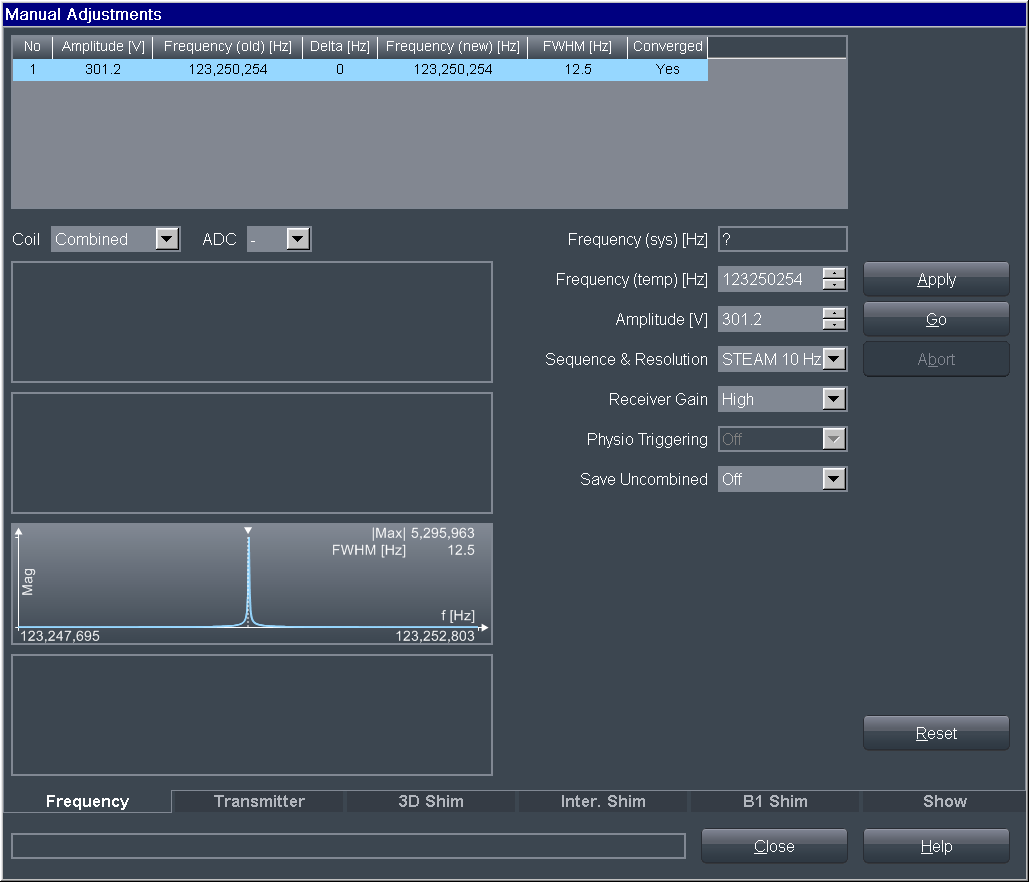 Manual Adjustments
No Amplitude [V] Frequency (old) [Hz] Delta [Hz] Frequency (new) [Hz] FWHM [Hz] Converged
1 301.2 123,250,254 0 123,250,254 12.5 Yes
Coil Combined ADC - Frequency (sys) [Hz] ?
Frequency (temp) [Hz] 123250254 Apply
Amplitude [V] 301.2 Go
Sequence & Resolution STEAM 10 Hz Abort
Receiver Gain High
Physio Triggering Off
Save Uncombined Off
|Max| 5,295,963
FWHM [Hz] 12.5
Mag
f [Hz]
123,247,695 123,252,803
Reset
Frequency Transmitter 3D Shim Inter. Shim B1 Shim Show
Close Help